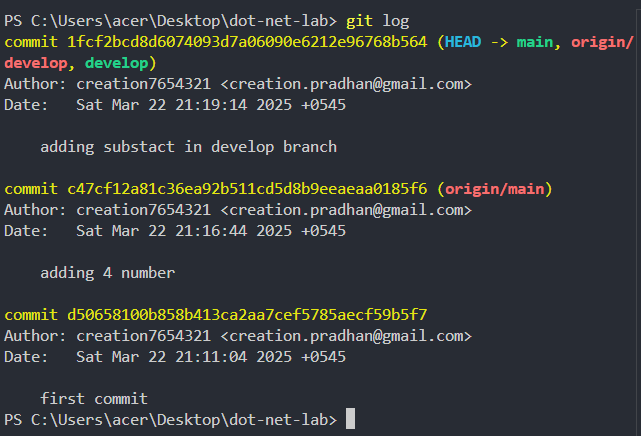 PS C:\Users\acer\Desktop\dot-net-lab> git log
commit 1fcf2bcd8d6074093d7a06090e6212e96768b564 (HEAD -> main, origin/
develop, develop)
Author: creation7654321 <creation.pradhan@gmail.com>
Date:   Sat Mar 22 21:19:14 2025 +0545
    adding substact in develop branch
commit c47cf12a81c36ea92b511cd5d8b9eeaeaa0185f6 (origin/main)
Author: creation7654321 <creation.pradhan@gmail.com>
Date:   Sat Mar 22 21:16:44 2025 +0545
    adding 4 number
commit d50658100b858b413ca2aa7cef5785aecf59b5f7
Author: creation7654321 <creation.pradhan@gmail.com>
Date:   Sat Mar 22 21:11:04 2025 +0545
    first commit
PS C:\Users\acer\Desktop\dot-net-lab>